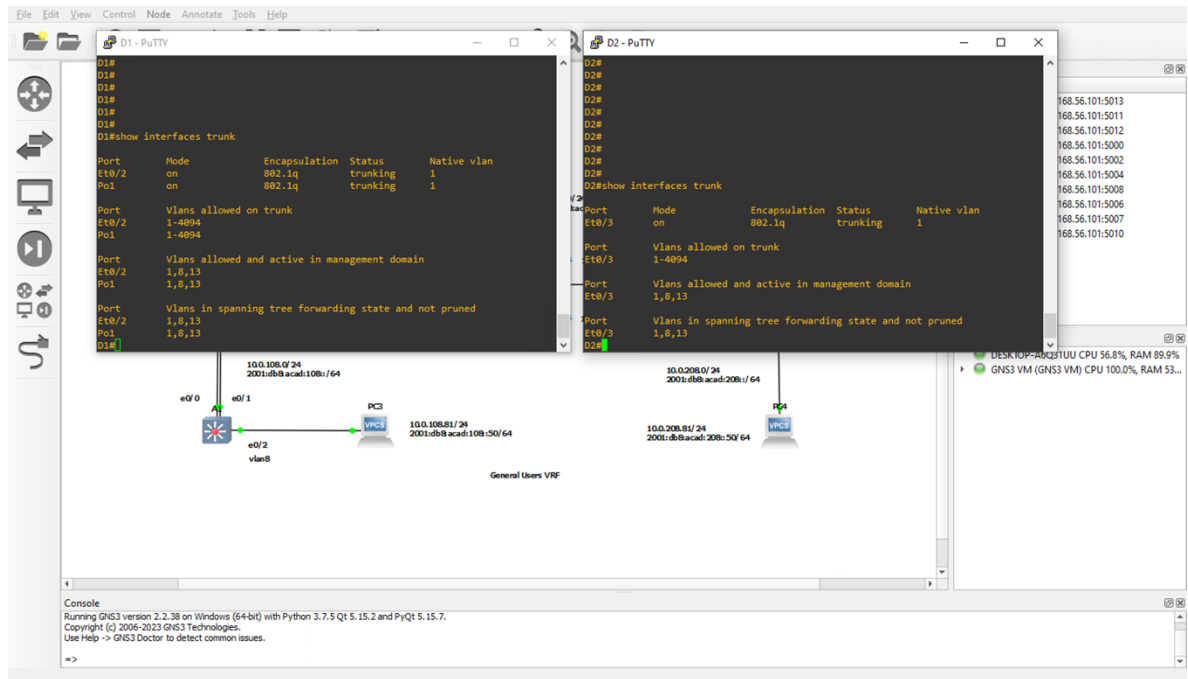 File Edit View Control Node Annotate Tools Help
D1 - PuTTY
D1#
D1#
D1#
D1#
D1#
D1#
D1#show interfaces trunk
Port Mode Encapsulation Status Native vlan
Et0/2 on 802.1q trunking 1
Po1 on 802.1q trunking 1
Port Vlans allowed on trunk
Et0/2 1-4094
Po1 1-4094
Port Vlans allowed and active in management domain
Et0/2 1,8,13
Po1 1,8,13
Port Vlans in spanning tree forwarding state and not pruned
Et0/2 1,8,13
Po1 1,8,13
D1#
D2 - PuTTY
D2#
D2#
D2#
D2#
D2#
D2#
D2#
D2#
D2#
D2#
D2#show interfaces trunk
Port Mode Encapsulation Status Native vlan
Et0/3 on 802.1q trunking 1
Port Vlans allowed on trunk
Et0/3 1-4094
Port Vlans allowed and active in management domain
Et0/3 1,8,13
Port Vlans in spanning tree forwarding state and not pruned
Et0/3 1,8,13
D2#
168.56.101:5013
168.56.101:5011
168.56.101:5012
168.56.101:5000
168.56.101:5002
168.56.101:5004
168.56.101:5008
168.56.101:5006
168.56.101:5007
168.56.101:5010
DESKTOP-A6Q31UU CPU 56.8%, RAM 89.9%
GNS3 VM (GNS3 VM) CPU 100.0%, RAM 53...
10.0.108.0/24
2001:db8:acad:108::/64
e0/0
e0/1
A1
PC3
VPCS
10.0.108.81/24
2001:db8:acad:108::50/64
e0/2
vlan8
10.0.208.0/24
2001:db8:acad:208::/64
PC4
VPCS
10.0.208.81/24
2001:db8:acad:208::50/64
General Users VRF
Console
Running GNS3 version 2.2.38 on Windows (64-bit) with Python 3.7.5 Qt 5.15.2 and PyQt 5.15.7.
Copyright (c) 2006-2023 GNS3 Technologies.
Use Help -> GNS3 Doctor to detect common issues.
=>